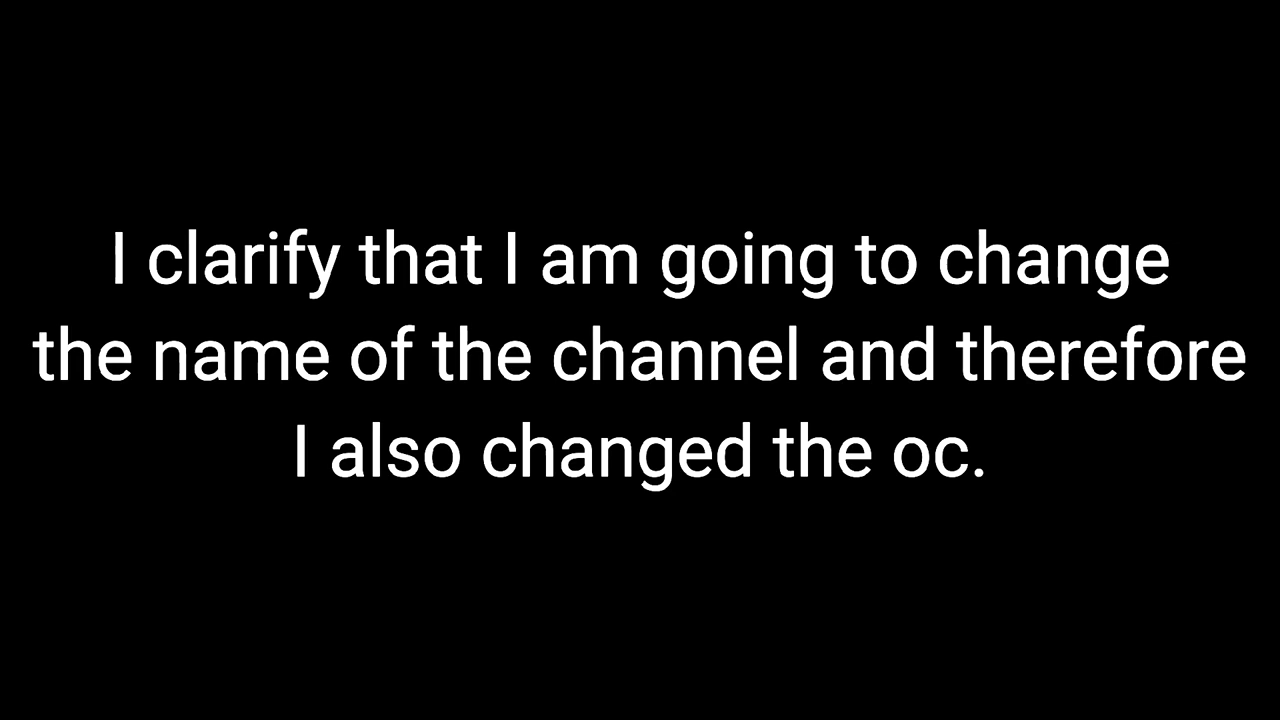 I clarify that I am going to change
the name of the channel and therefore
I also changed the oc.